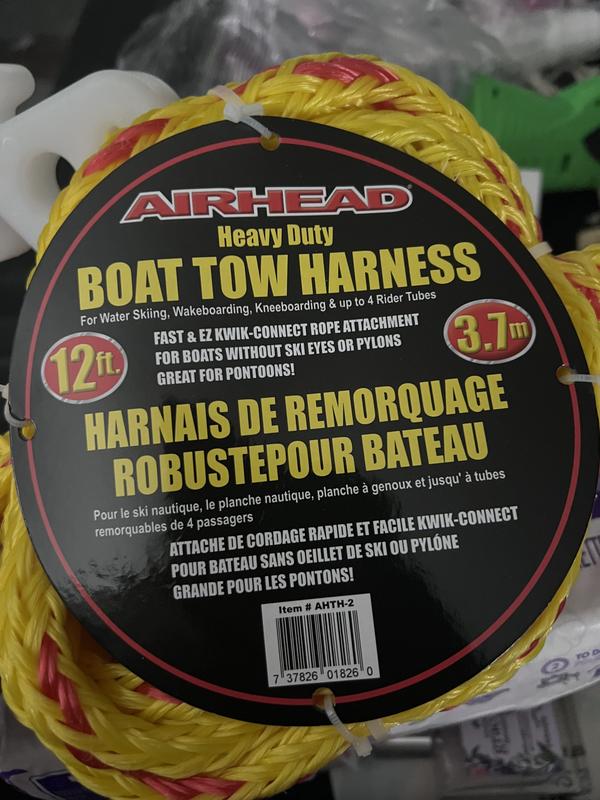 AIRHEAD®
Heavy Duty
BOAT TOW HARNESS
For Water Skiing, Wakeboarding, Kneeboarding & up to 4 Rider Tubes
12ft.
FAST & EZ KWIK-CONNECT ROPE ATTACHMENT
FOR BOATS WITHOUT SKI EYES OR PYLONS
GREAT FOR PONTOONS!
3.7m
HARNAIS DE REMORQUAGE
ROBUSTEPOUR BATEAU
Pour le ski nautique, le planche nautique, planche à genoux et jusqu' à tubes
remorquables de 4 passagers
ATTACHE DE CORDAGE RAPIDE ET FACILE KWIK-CONNECT
POUR BATEAU SANS OEILLET DE SKI OU PYLÓNE
GRANDE POUR LES PONTONS!
Item # AHTH-2
7 37826 01826 0